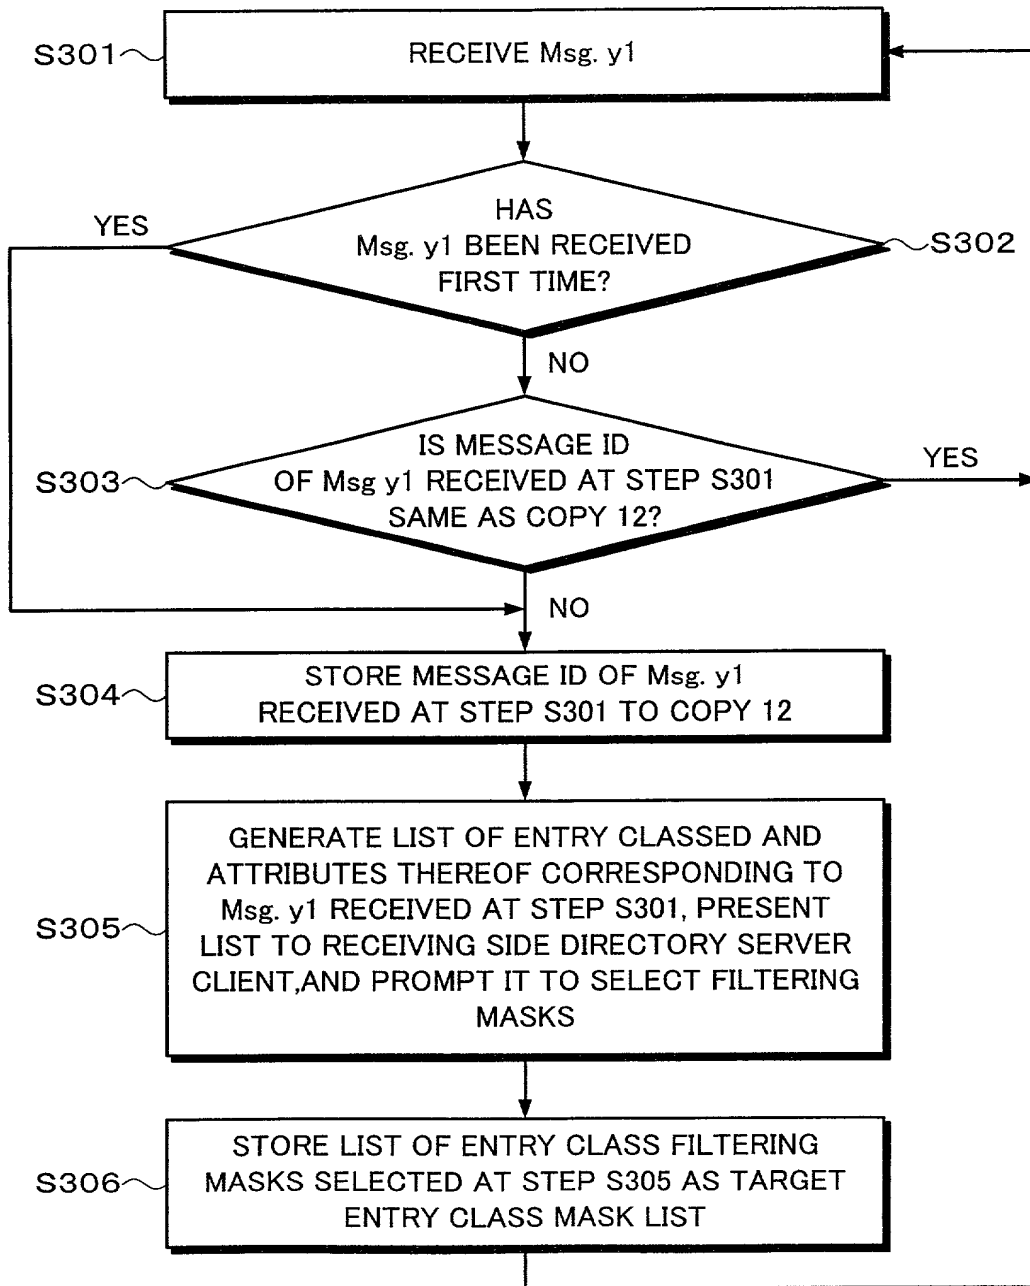 S301
RECEIVE Msg. y1
YES
HAS
Msg. y1 BEEN RECEIVED
FIRST TIME?
S302
NO
S303
IS MESSAGE ID
OF Msg y1 RECEIVED AT STEP S301
SAME AS COPY 12?
YES
NO
S304
STORE MESSAGE ID OF Msg. y1
RECEIVED AT STEP S301 TO COPY 12
S305
GENERATE LIST OF ENTRY CLASSED AND
ATTRIBUTES THEREOF CORRESPONDING TO
Msg. y1 RECEIVED AT STEP S301, PRESENT
LIST TO RECEIVING SIDE DIRECTORY SERVER
CLIENT,AND PROMPT IT TO SELECT FILTERING
MASKS
S306
STORE LIST OF ENTRY CLASS FILTERING
MASKS SELECTED AT STEP S305 AS TARGET
ENTRY CLASS MASK LIST